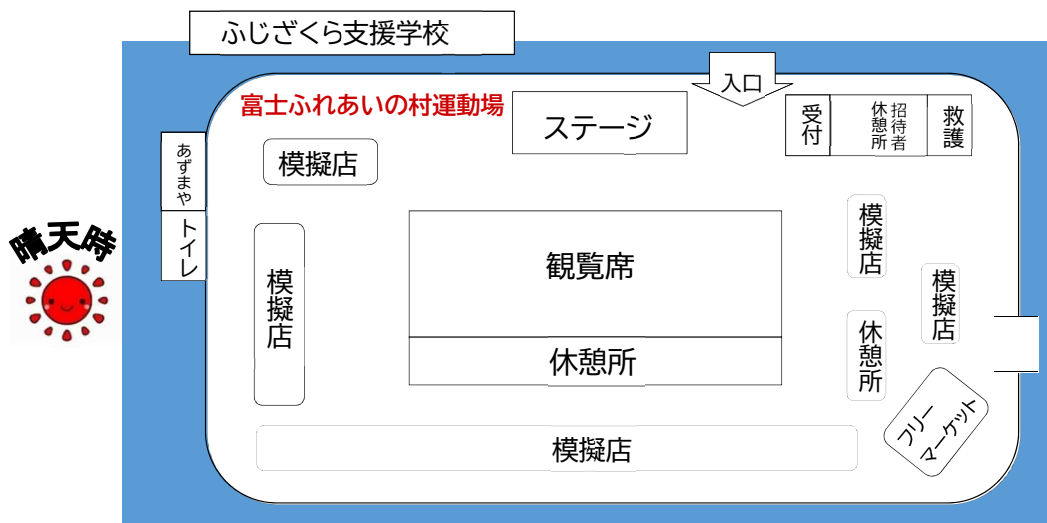 ふじざくら支援学校
富士ふれあいの村運動場
入口
ステージ
受付
招待者
休憩所
救護
模擬店
あずまや
トイレ
晴天時
模擬店
観覧席
休憩所
模擬店
模擬店
休憩所
フリー
マーケット
模擬店